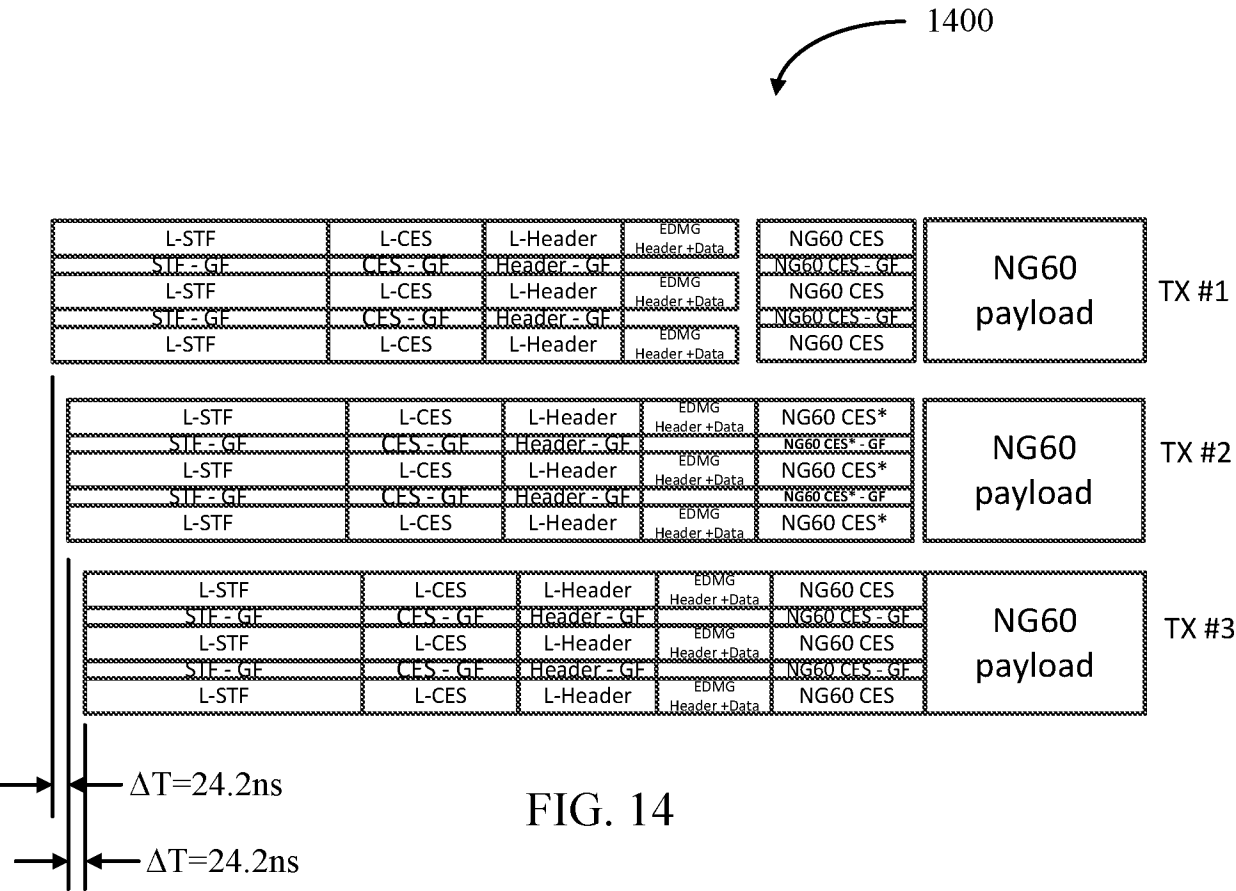 1400
L-STF L-CES L-Header EDMG Header +Data NG60 CES
STF - GF CES - GF Header - GF NG60 CES - GF
L-STF L-CES L-Header EDMG Header +Data NG60 CES
STF - GF CES - GF Header - GF NG60 CES - GF
L-STF L-CES L-Header EDMG Header +Data NG60 CES
NG60
payload
TX #1
L-STF L-CES L-Header EDMG Header +Data NG60 CES*
STF - GF CES - GF Header - GF NG60 CES* - GF
L-STF L-CES L-Header EDMG Header +Data NG60 CES*
STF - GF CES - GF Header - GF NG60 CES* - GF
L-STF L-CES L-Header EDMG Header +Data NG60 CES*
NG60
payload
TX #2
L-STF L-CES L-Header EDMG Header +Data NG60 CES
STF - GF CES - GF Header - GF NG60 CES - GF
L-STF L-CES L-Header EDMG Header +Data NG60 CES
STF - GF CES - GF Header - GF NG60 CES - GF
L-STF L-CES L-Header EDMG Header +Data NG60 CES
NG60
payload
TX #3
ΔT=24.2ns
FIG. 14
ΔT=24.2ns